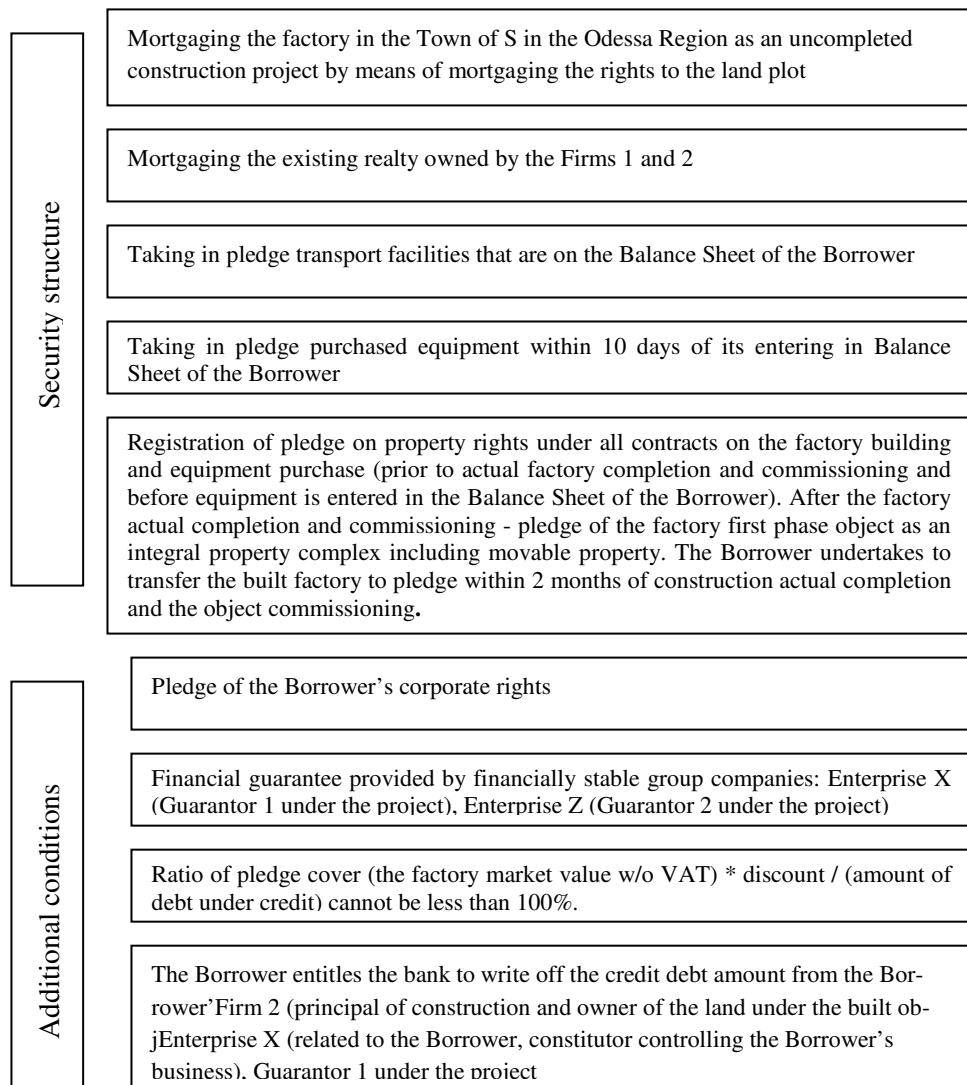 Security structure
Mortgaging the factory in the Town of S in the Odessa Region as an uncompleted
construction project by means of mortgaging the rights to the land plot
Mortgaging the existing realty owned by the Firms 1 and 2
Taking in pledge transport facilities that are on the Balance Sheet of the Borrower
Taking in pledge purchased equipment within 10 days of its entering in Balance
Sheet of the Borrower
Registration of pledge on property rights under all contracts on the factory building
and equipment purchase (prior to actual factory completion and commissioning and
before equipment is entered in the Balance Sheet of the Borrower). After the factory
actual completion and commissioning - pledge of the factory first phase object as an
integral property complex including movable property. The Borrower undertakes to
transfer the built factory to pledge within 2 months of construction actual completion
and the object commissioning.
Additional conditions
Pledge of the Borrower’s corporate rights
Financial guarantee provided by financially stable group companies: Enterprise X
(Guarantor 1 under the project), Enterprise Z (Guarantor 2 under the project)
Ratio of pledge cover (the factory market value w/o VAT) * discount / (amount of
debt under credit) cannot be less than 100%.
The Borrower entitles the bank to write off the credit debt amount from the Bor-
rower’Firm 2 (principal of construction and owner of the land under the built ob-
jEnterprise X (related to the Borrower, constitutor controlling the Borrower’s
business), Guarantor 1 under the project